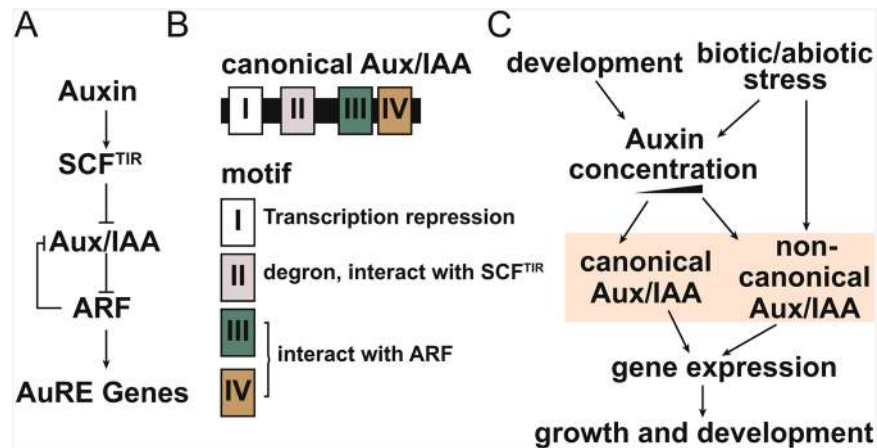 A
Auxin
SCF^TIR
Aux/IAA
ARF
AuRE Genes
B
canonical Aux/IAA
I II III IV
motif
I Transcription repression
II degron, interact with SCF^TIR
III
interact with ARF
IV
C
development
biotic/abiotic
stress
Auxin
concentration
canonical
Aux/IAA
non-
canonical
Aux/IAA
gene expression
growth and development